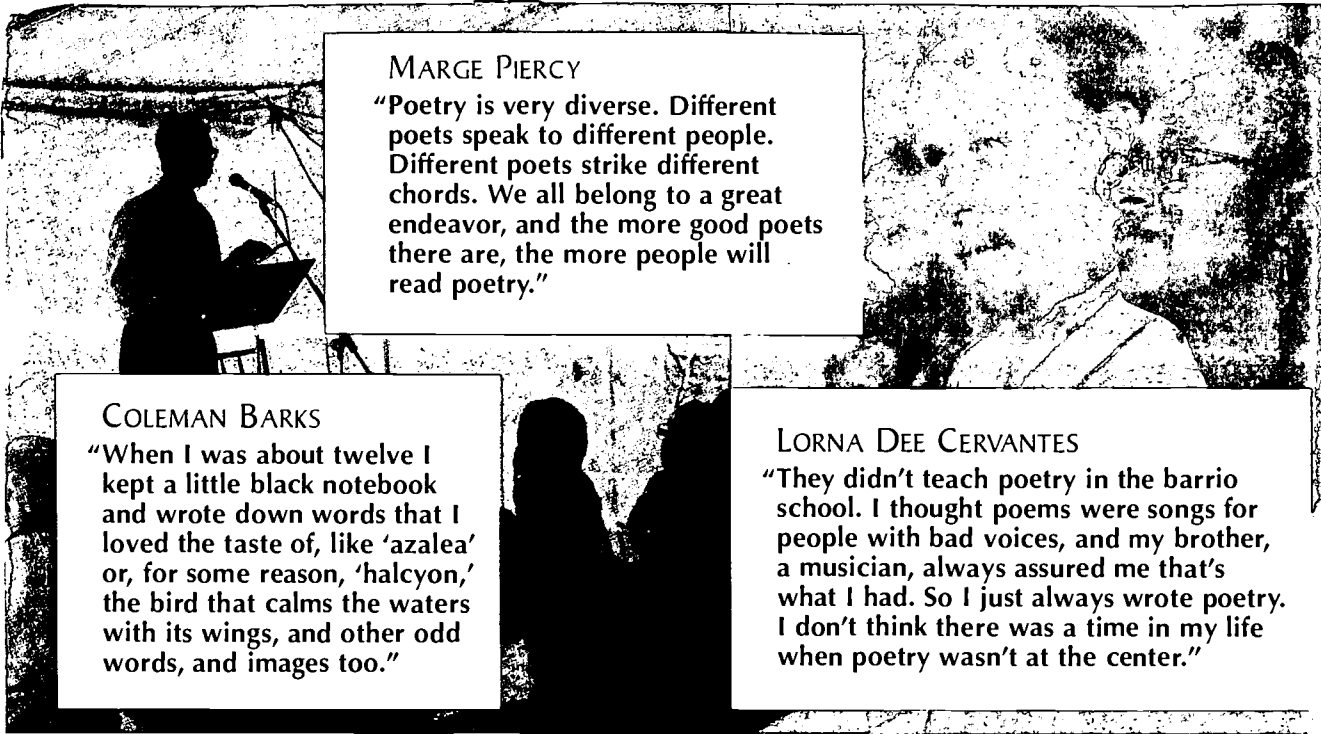 MARGE PIERCY
“Poetry is very diverse. Different
poets speak to different people.
Different poets strike different
chords. We all belong to a great
endeavor, and the more good poets
there are, the more people will
read poetry.”
COLEMAN BARKS
“When I was about twelve I
kept a little black notebook
and wrote down words that I
loved the taste of, like ‘azalea’
or, for some reason, ‘halcyon,’
the bird that calms the waters
with its wings, and other odd
words, and images too.”
LORNA DEE CERVANTES
“They didn’t teach poetry in the barrio
school. I thought poems were songs for
people with bad voices, and my brother,
a musician, always assured me that’s
what I had. So I just always wrote poetry.
I don’t think there was a time in my life
when poetry wasn’t at the center.”